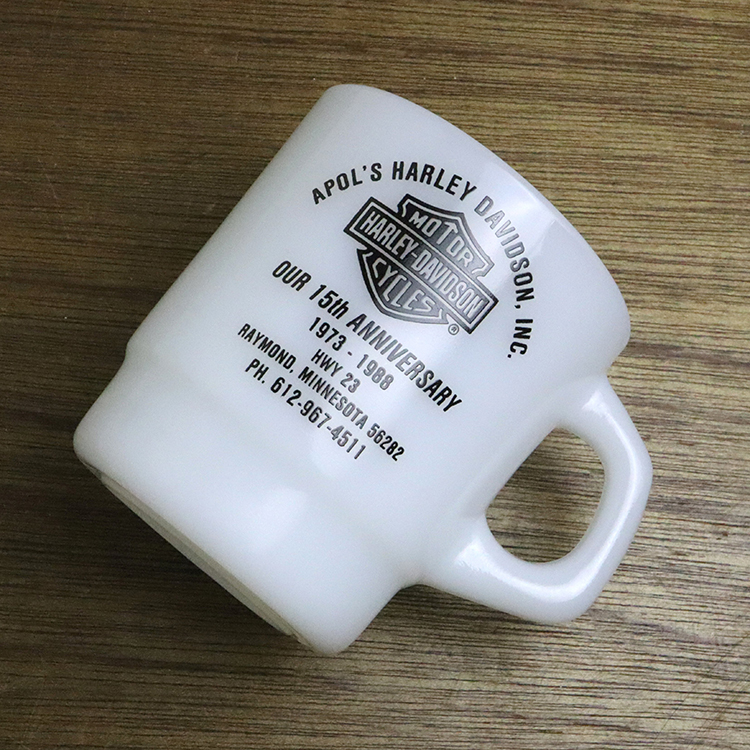 APOL'S HARLEY DAVIDSON, INC.
MOTOR
HARLEY-DAVIDSON
CYCLES
®
OUR 15th ANNIVERSARY
1973 - 1988
HWY 23
RAYMOND, MINNESOTA 56282
PH. 612-967-4511